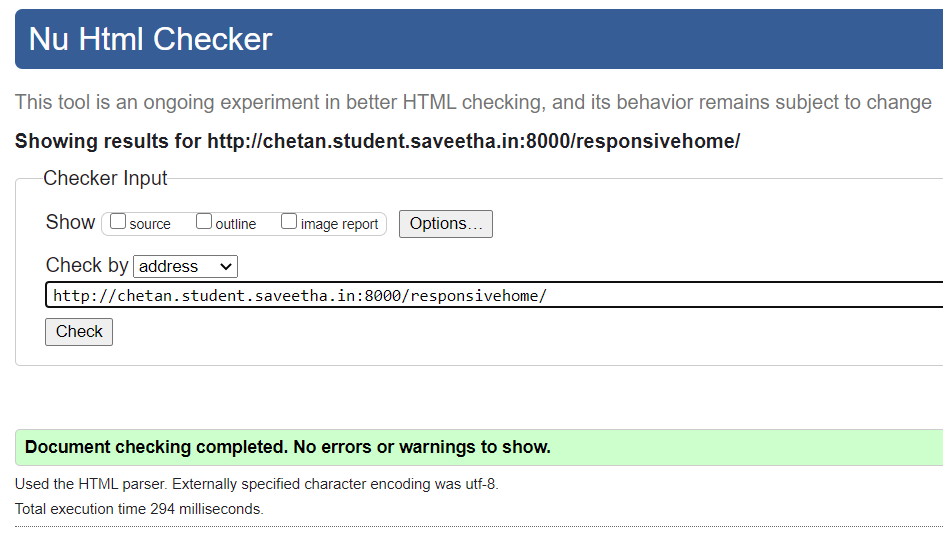 Nu Html Checker
This tool is an ongoing experiment in better HTML checking, and its behavior remains subject to change
Showing results for http://chetan.student.saveetha.in:8000/responsivehome/
Checker Input
Show source outline image report Options...
Check by address
http://chetan.student.saveetha.in:8000/responsivehome/
Check
Document checking completed. No errors or warnings to show.
Used the HTML parser. Externally specified character encoding was utf-8.
Total execution time 294 milliseconds.